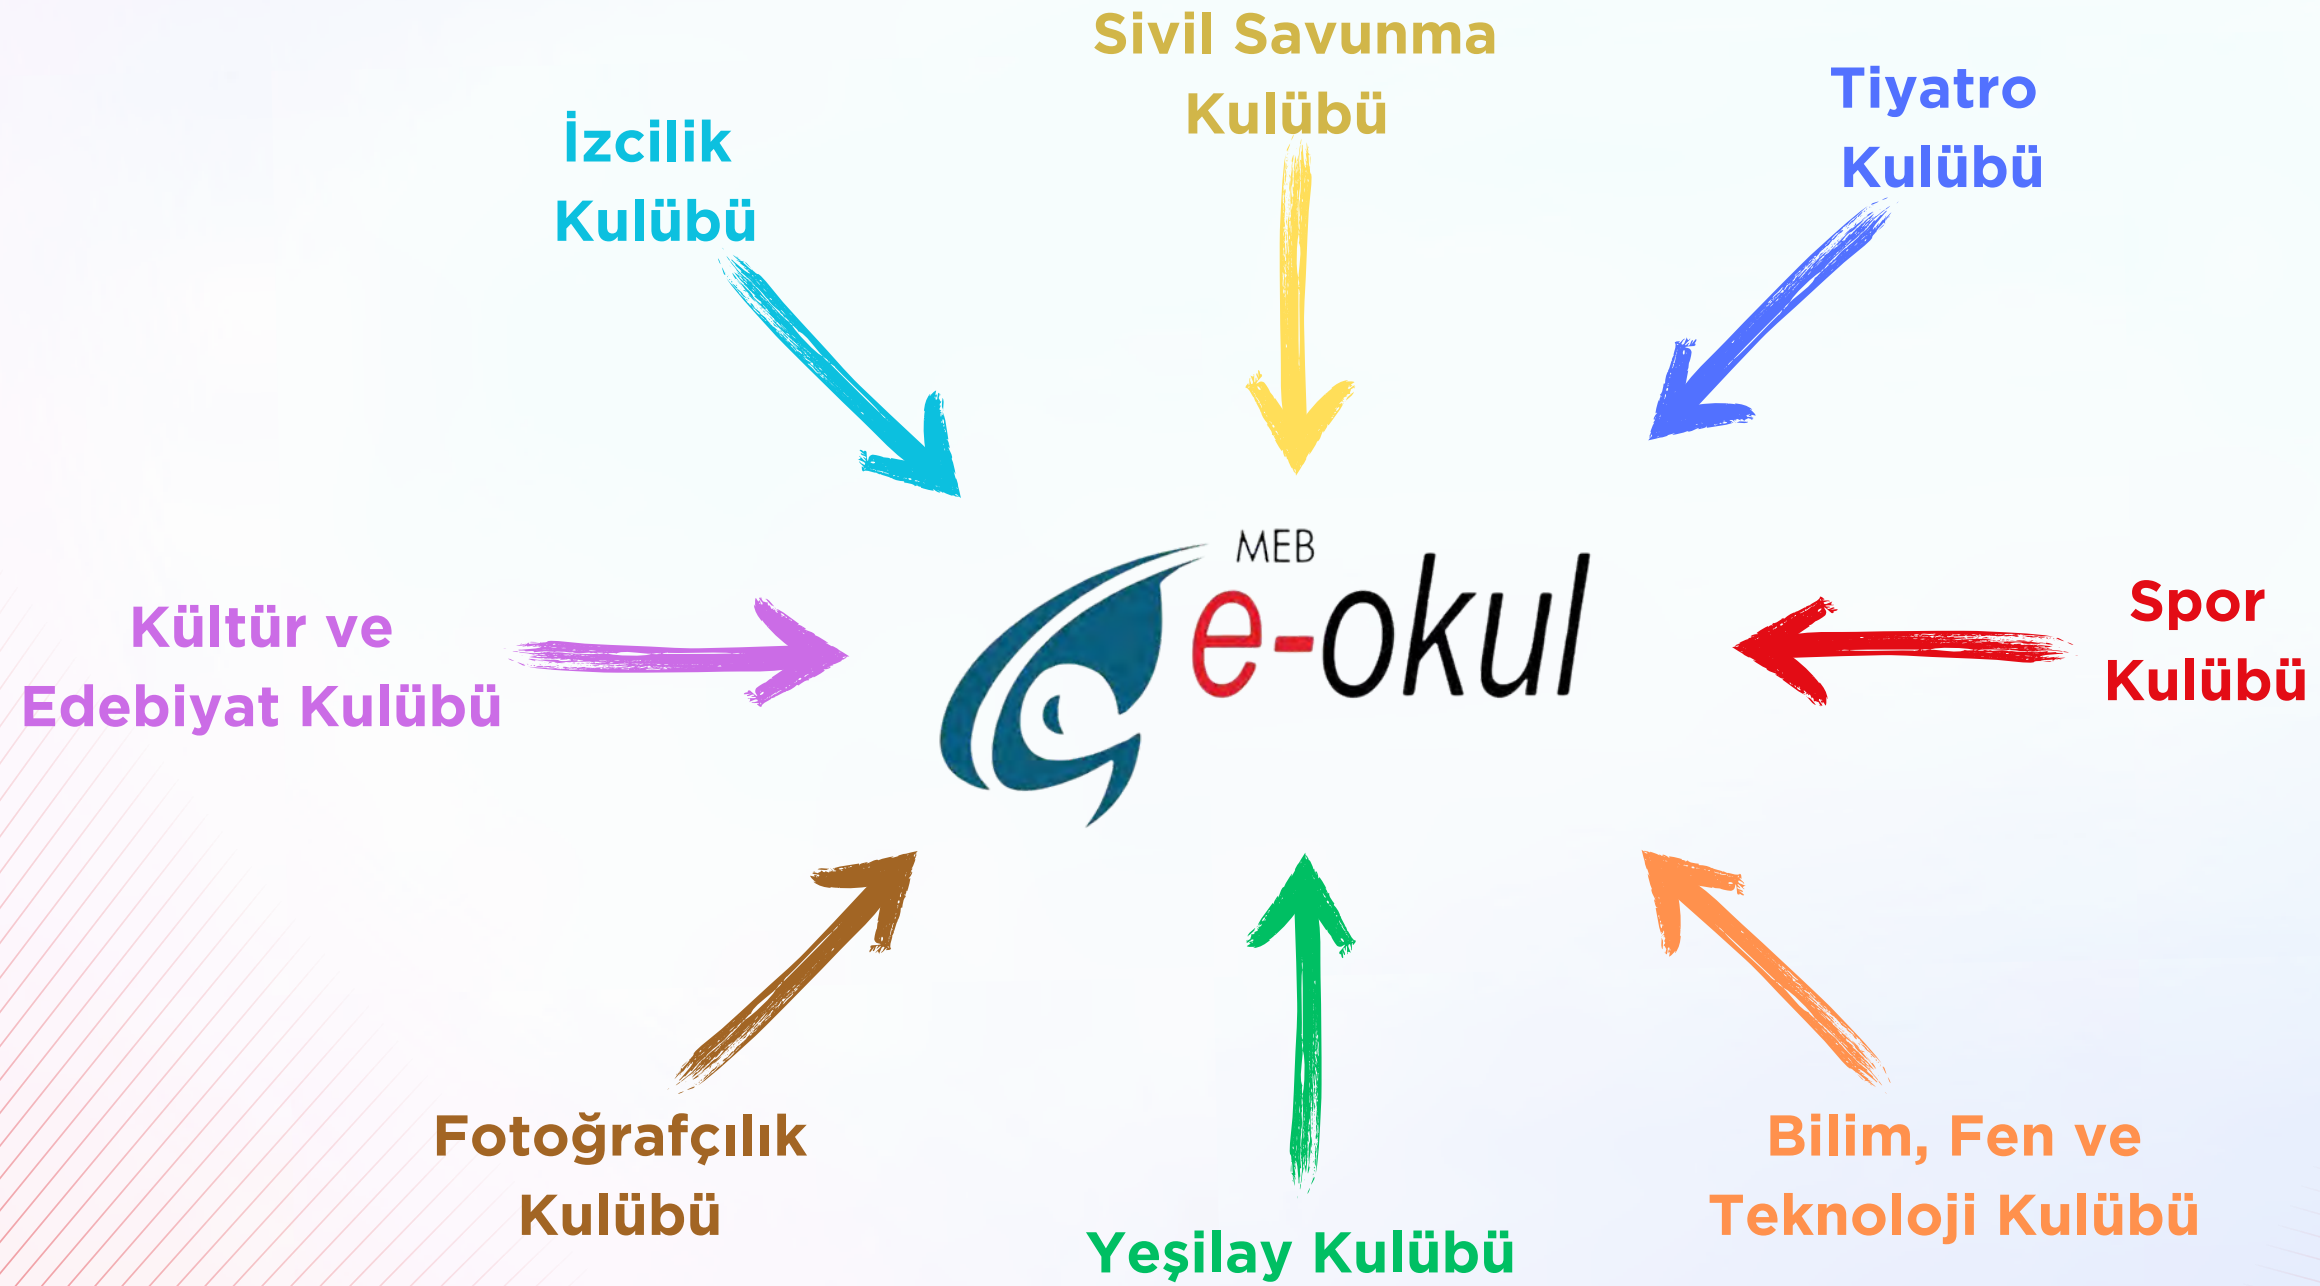 Sivil Savunma
Kulübü
Tiyatro
Kulübü
İzcilik
Kulübü
MEB
e-okul
Kültür ve
Edebiyat Kulübü
Spor
Kulübü
Fotoğrafçılık
Kulübü
Bilim, Fen ve
Teknoloji Kulübü
Yeşilay Kulübü